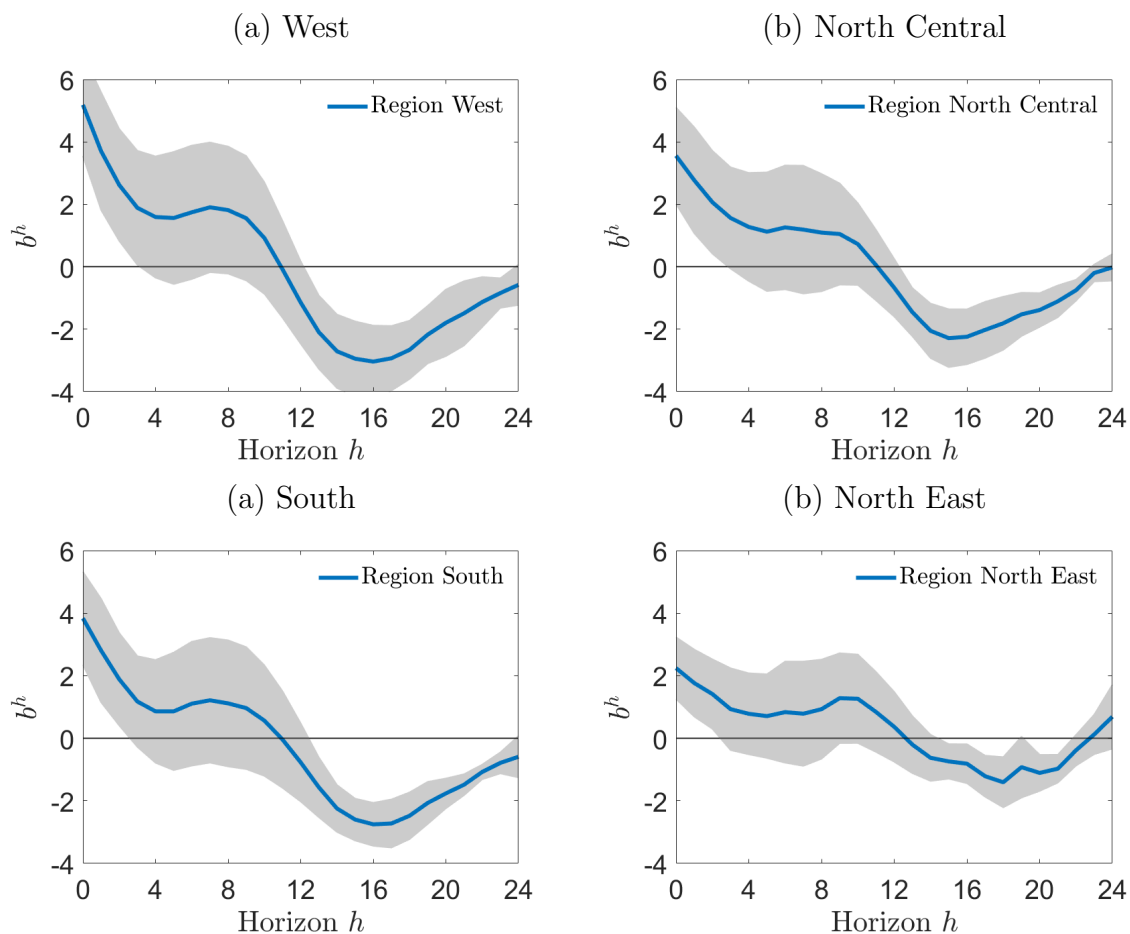 (a) West
(b) North Central
6
4
2
0
-2
-4
b^h
Region West
0 4 8 12 16 20 24
Horizon h
6
4
2
0
-2
-4
b^h
Region North Central
0 4 8 12 16 20 24
Horizon h
(a) South
(b) North East
6
4
2
0
-2
-4
b^h
Region South
0 4 8 12 16 20 24
Horizon h
6
4
2
0
-2
-4
b^h
Region North East
0 4 8 12 16 20 24
Horizon h